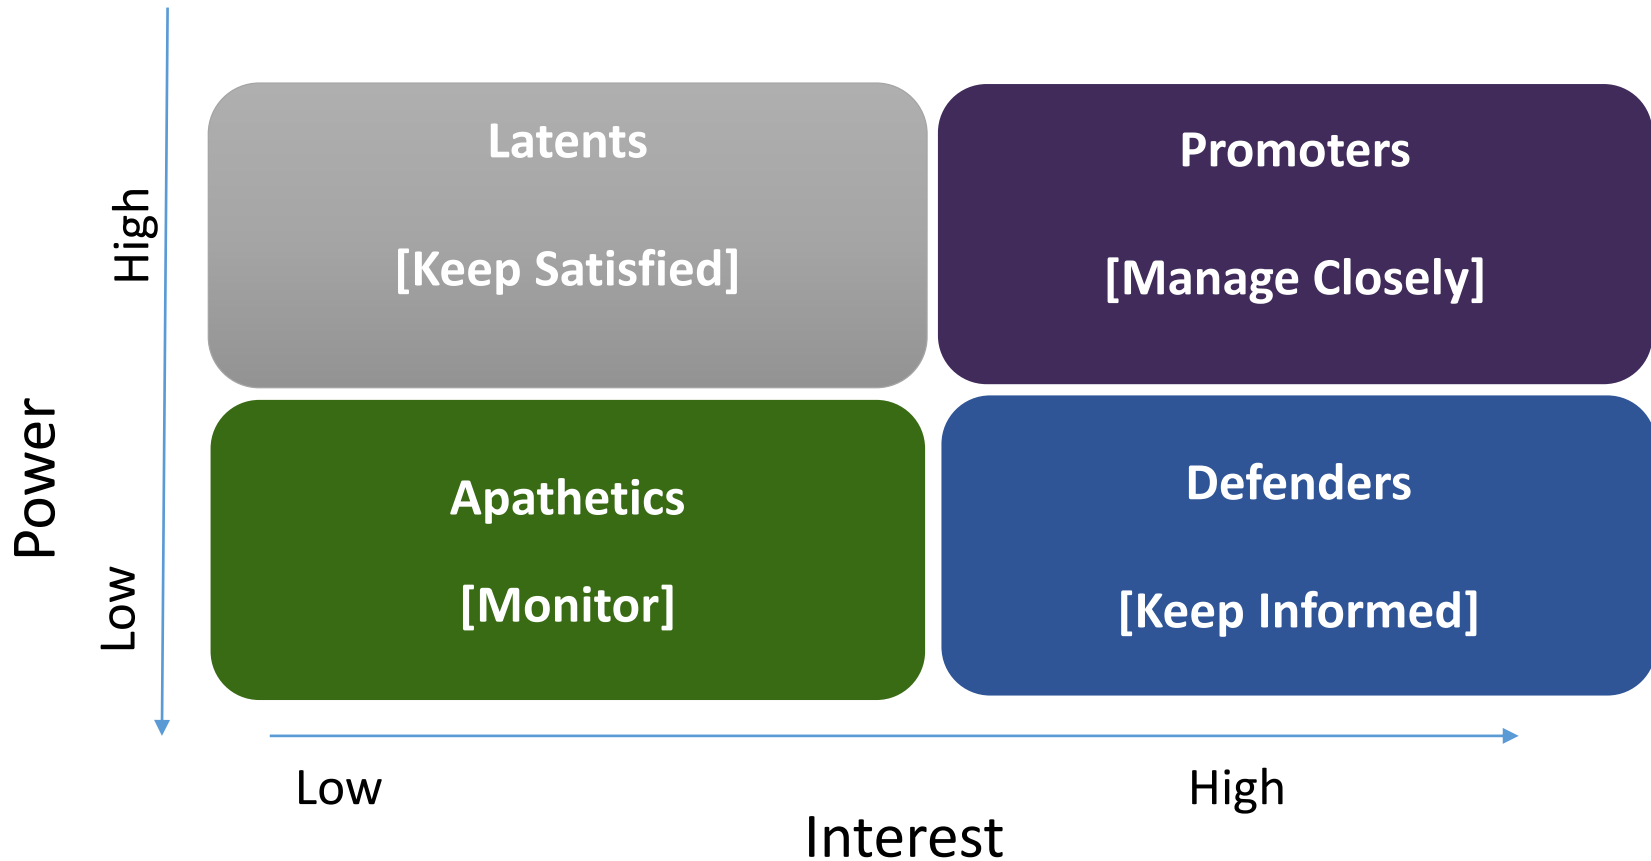 Latents
[Keep Satisfied]
Promoters
[Manage Closely]
High
Power
Low
Apathetics
[Monitor]
Defenders
[Keep Informed]
Low
High
Interest